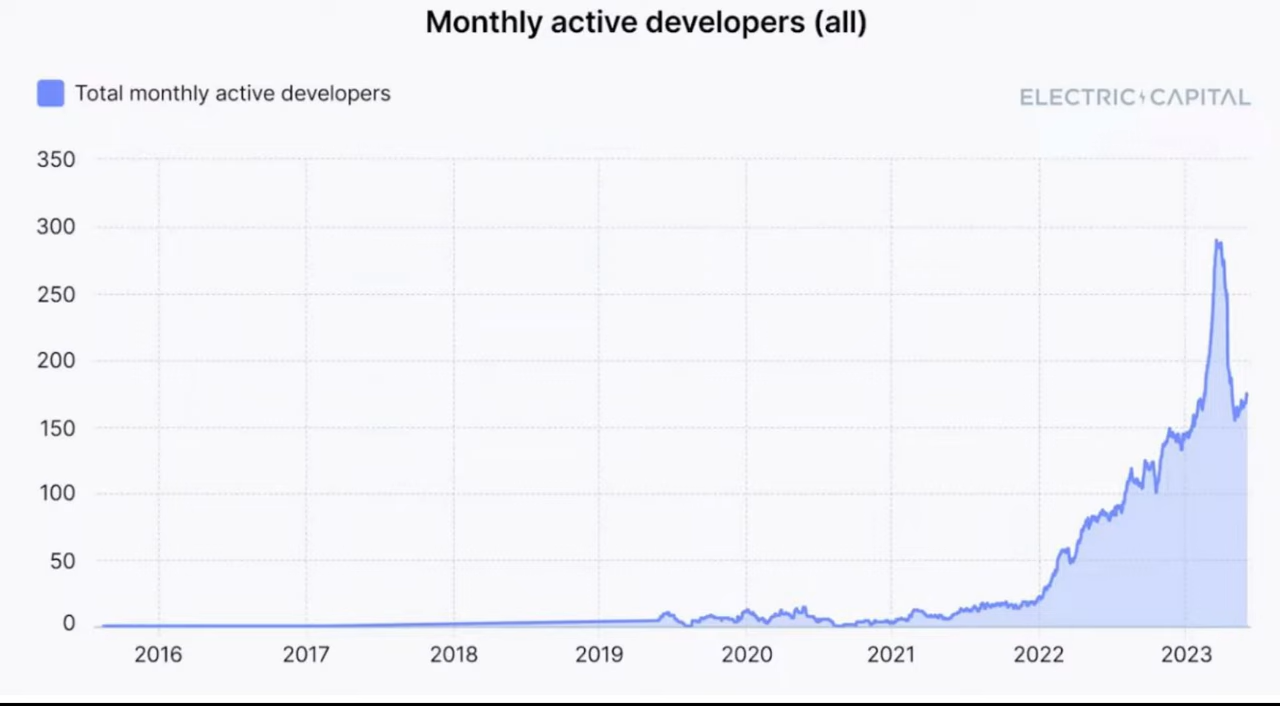 Monthly active developers (all)
Total monthly active developers
ELECTRIC CAPITAL
350
300
250
200
150
100
50
0
2016 2017 2018 2019 2020 2021 2022 2023